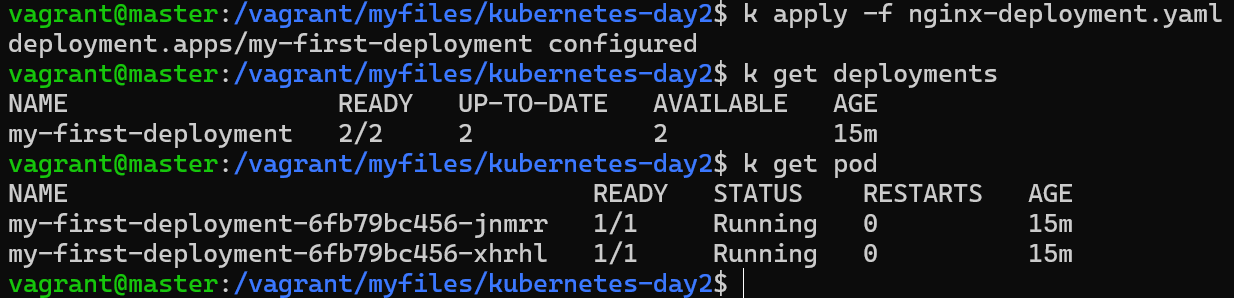 vagrant@master:/vagrant/myfiles/kubernetes-day2$ k apply -f nginx-deployment.yaml
deployment.apps/my-first-deployment configured
vagrant@master:/vagrant/myfiles/kubernetes-day2$ k get deployments
NAME                  READY   UP-TO-DATE   AVAILABLE   AGE
my-first-deployment   2/2     2            2           15m
vagrant@master:/vagrant/myfiles/kubernetes-day2$ k get pod
NAME                                   READY   STATUS    RESTARTS   AGE
my-first-deployment-6fb79bc456-jnmrr   1/1     Running   0          15m
my-first-deployment-6fb79bc456-xhrhl   1/1     Running   0          15m
vagrant@master:/vagrant/myfiles/kubernetes-day2$